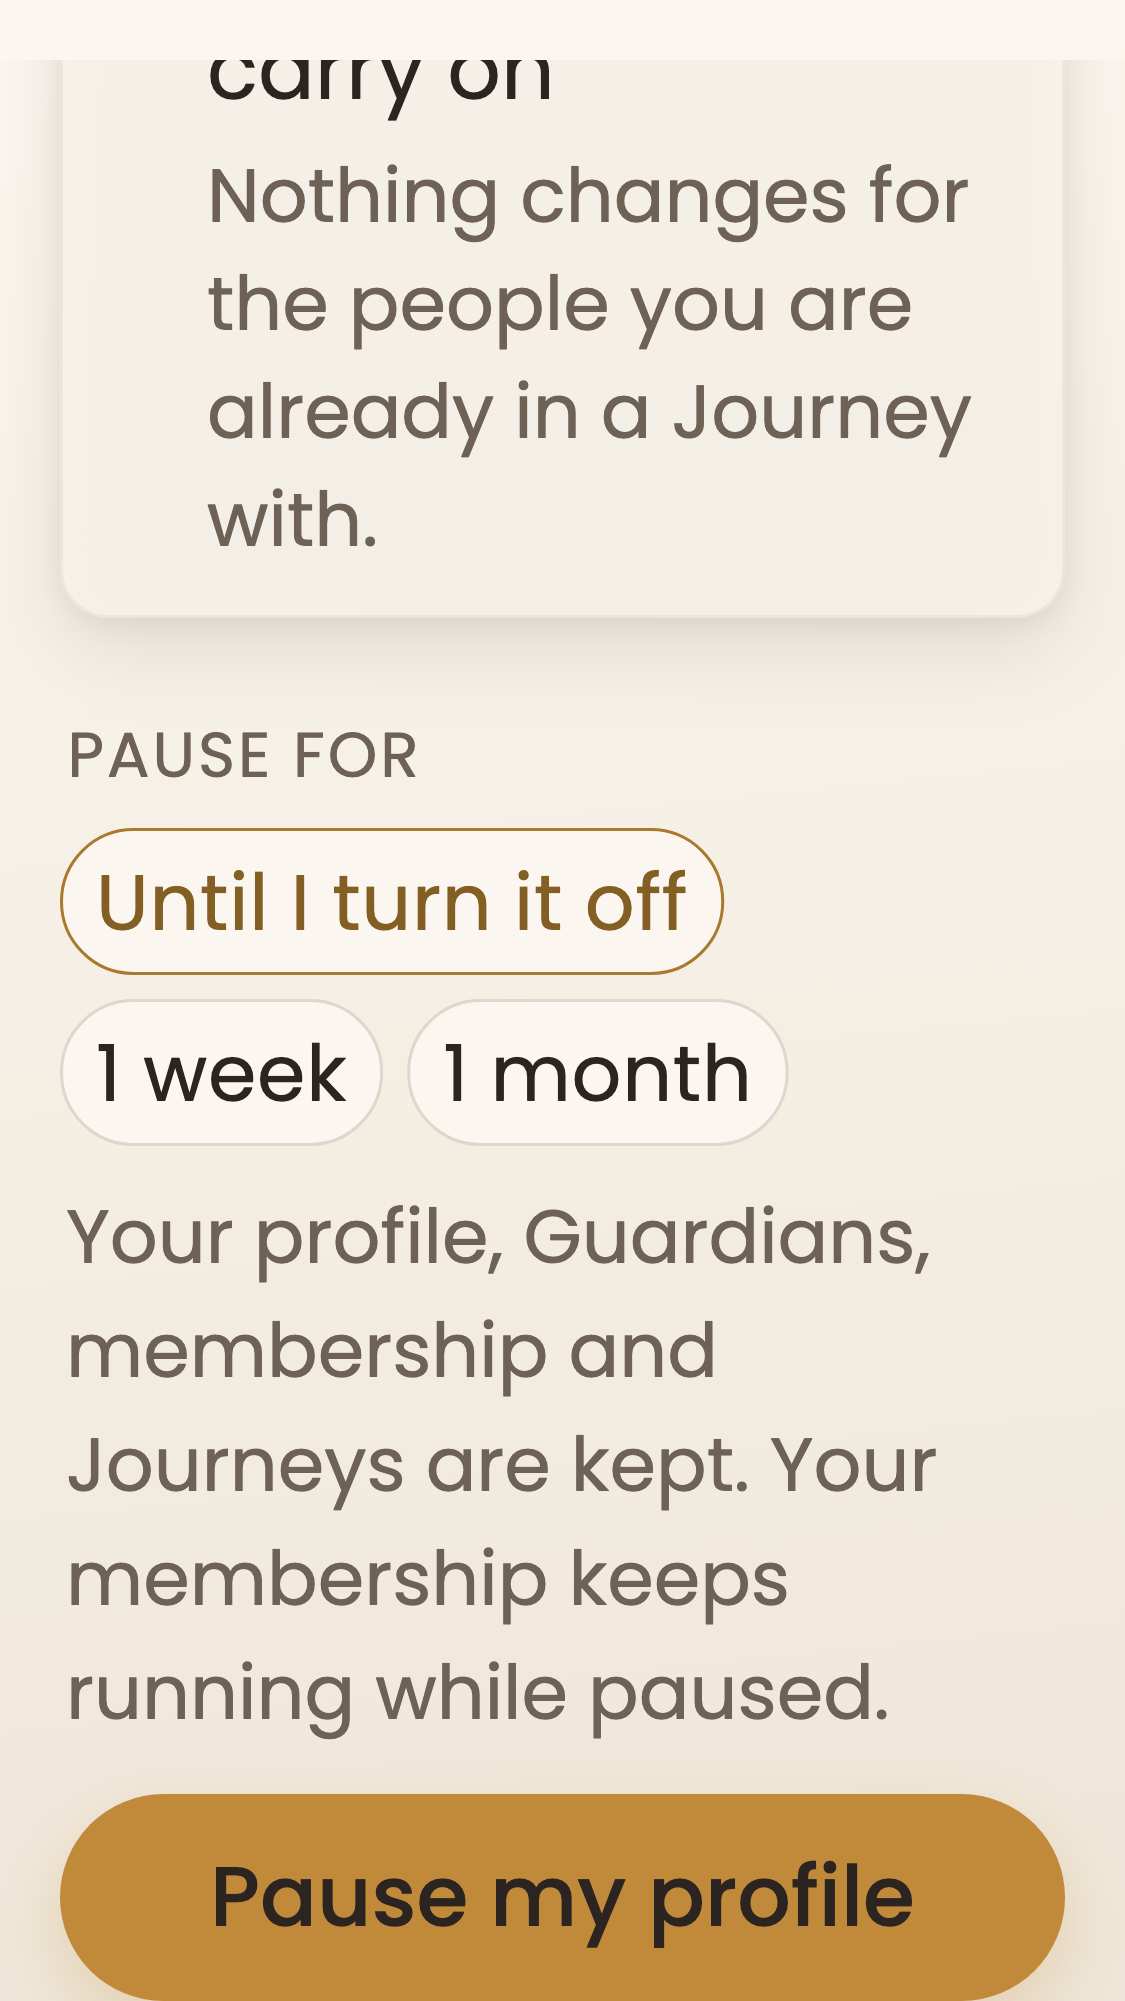 carry on
Nothing changes for
the people you are
already in a Journey
with.
PAUSE FOR
Until I turn it off
1 week
1 month
Your profile, Guardians,
membership and
Journeys are kept. Your
membership keeps
running while paused.
Pause my profile